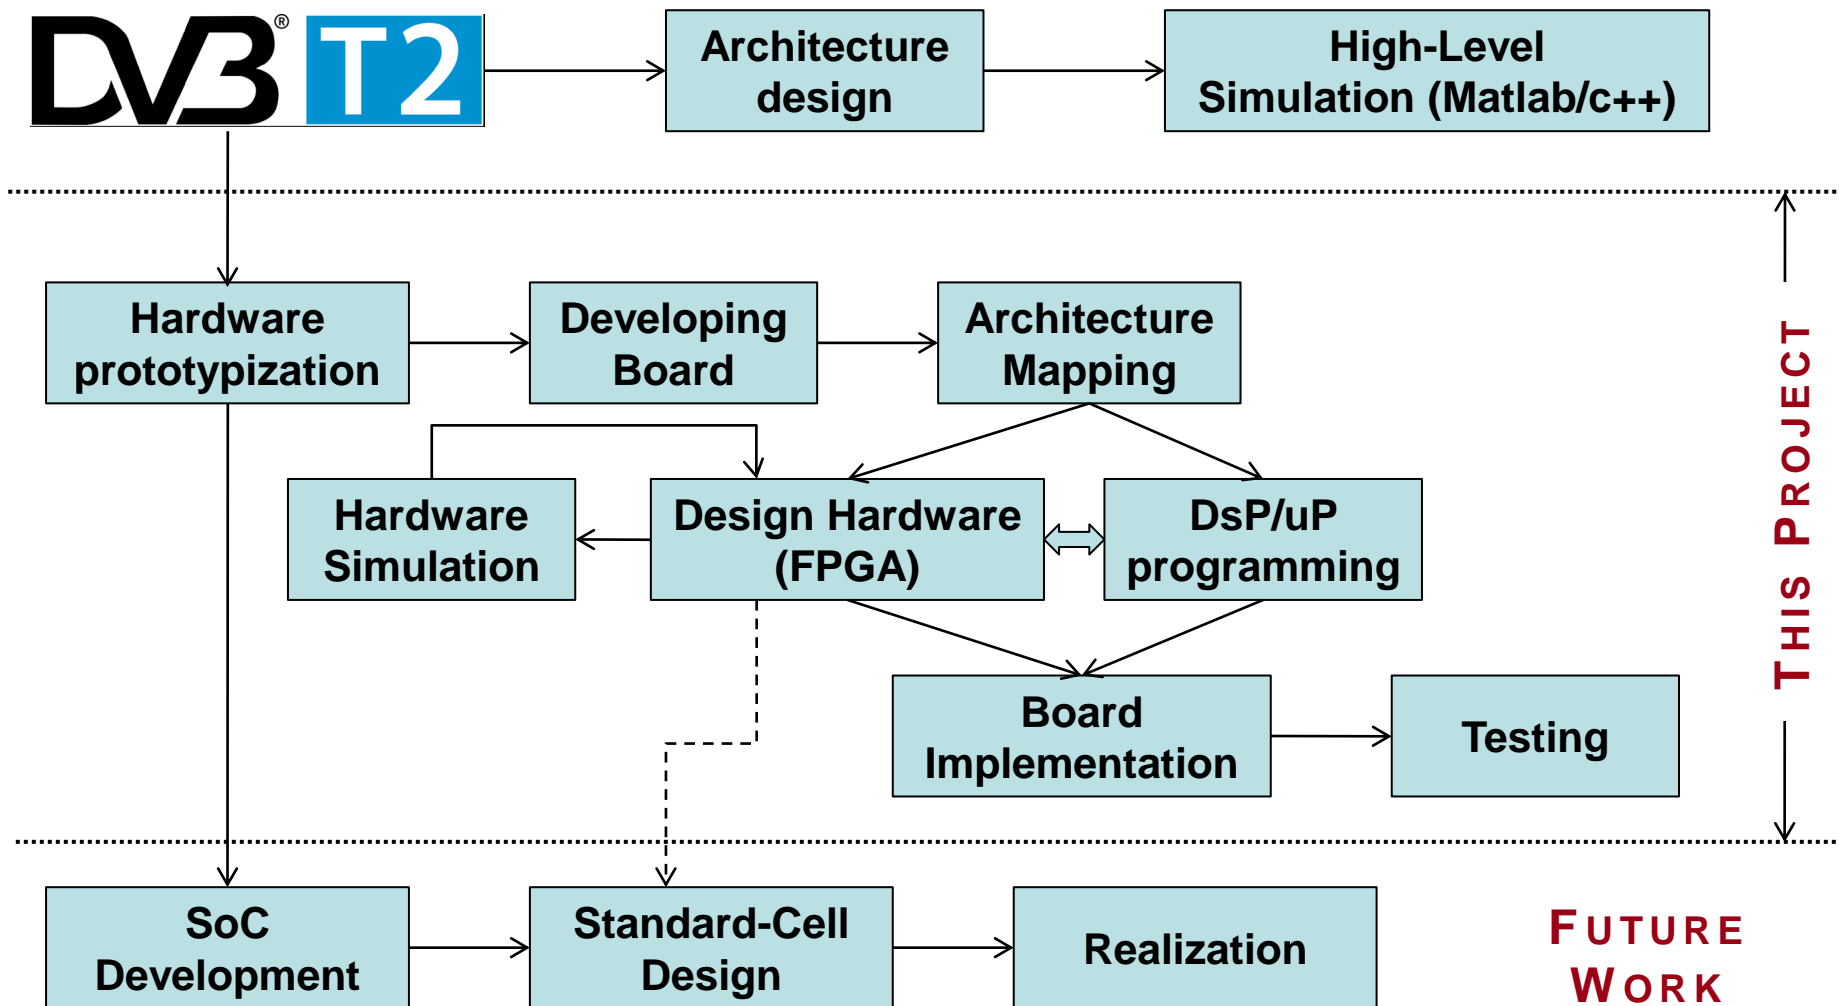 DVB® T2
Architecture
design
High-Level
Simulation (Matlab/c++)
Hardware
prototypization
Developing
Board
Architecture
Mapping
Hardware
Simulation
Design Hardware
(FPGA)
DsP/uP
programming
Board
Implementation
Testing
THIS PROJECT
SoC
Development
Standard-Cell
Design
Realization
FUTURE
WORK